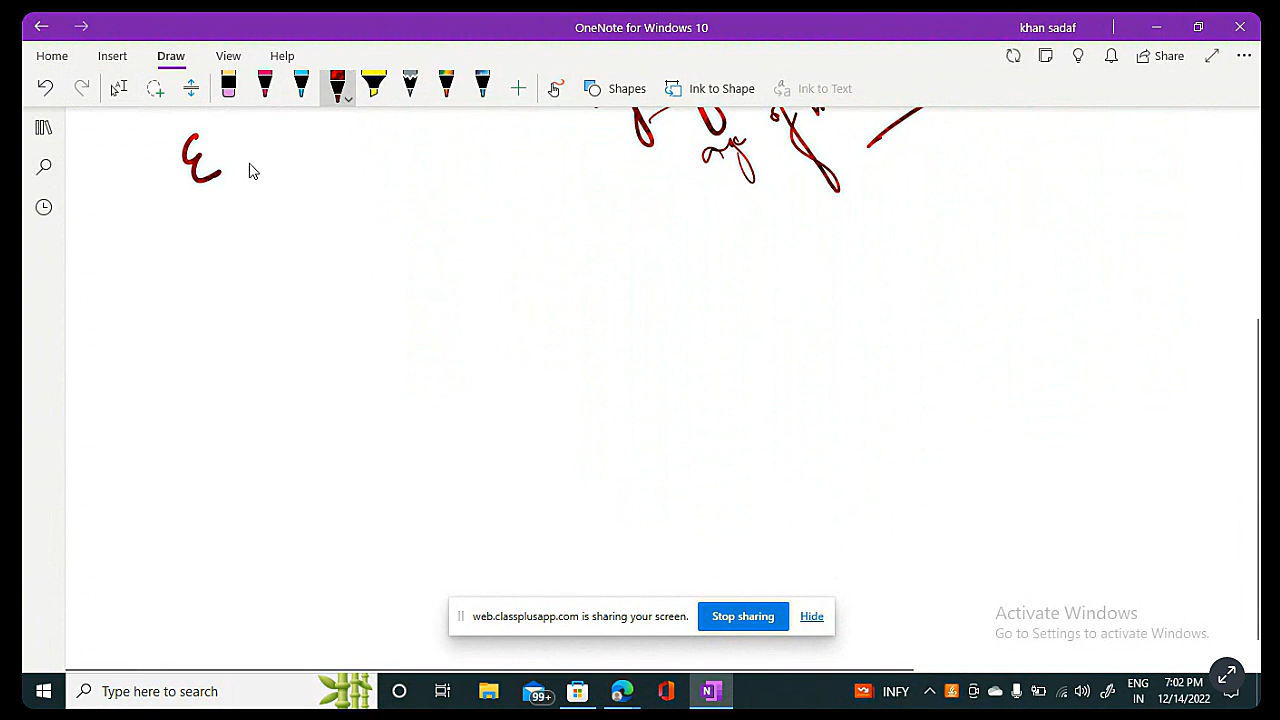 OneNote for Windows 10
khan sadaf
Home Insert Draw View Help
Share
Shapes
Ink to Shape
Ink to Text
ε
web.classplusapp.com is sharing your screen.
Stop sharing
Hide
Activate Windows
Go to Settings to activate Windows.
Type here to search
99+
INFY
ENG
IN
7:02 PM
12/14/2022